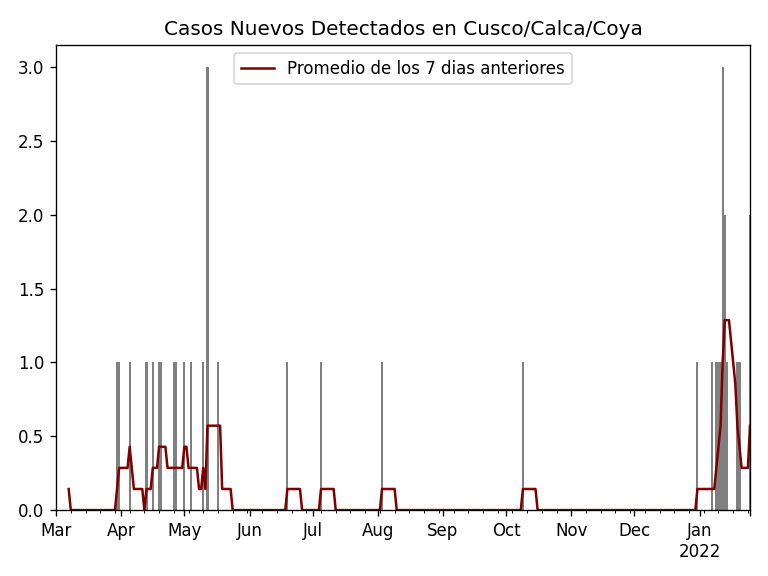 Casos Nuevos Detectados en Cusco/Calca/Coya
Promedio de los 7 dias anteriores
3.0
2.5
2.0
1.5
1.0
0.5
0.0
Mar Apr May Jun Jul Aug Sep Oct Nov Dec Jan
2022